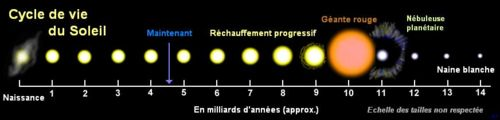 Cycle de vie
du Soleil
Maintenant
Réchauffement progressif
Géante rouge
Nébuleuse
planétaire
Naine blanche
Naissance
1 2 3 4 5 6 7 8 9 10 11 12 13 14
En milliards d'années (approx.)
Echelle des tailles non respectée